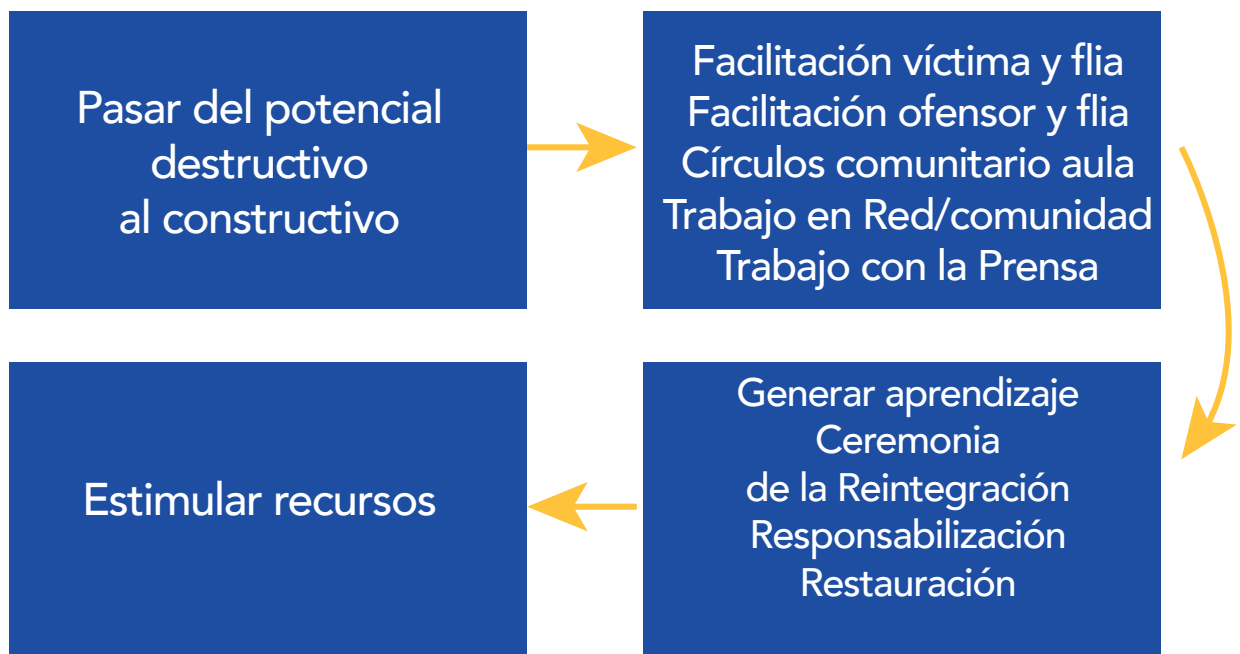 Pasar del potencial
destructivo
al constructivo
Facilitación víctima y flia
Facilitación ofensor y flia
Círculos comunitario aula
Trabajo en Red/comunidad
Trabajo con la Prensa
Generar aprendizaje
Ceremonia
de la Reintegración
Responsabilización
Restauración
Estimular recursos